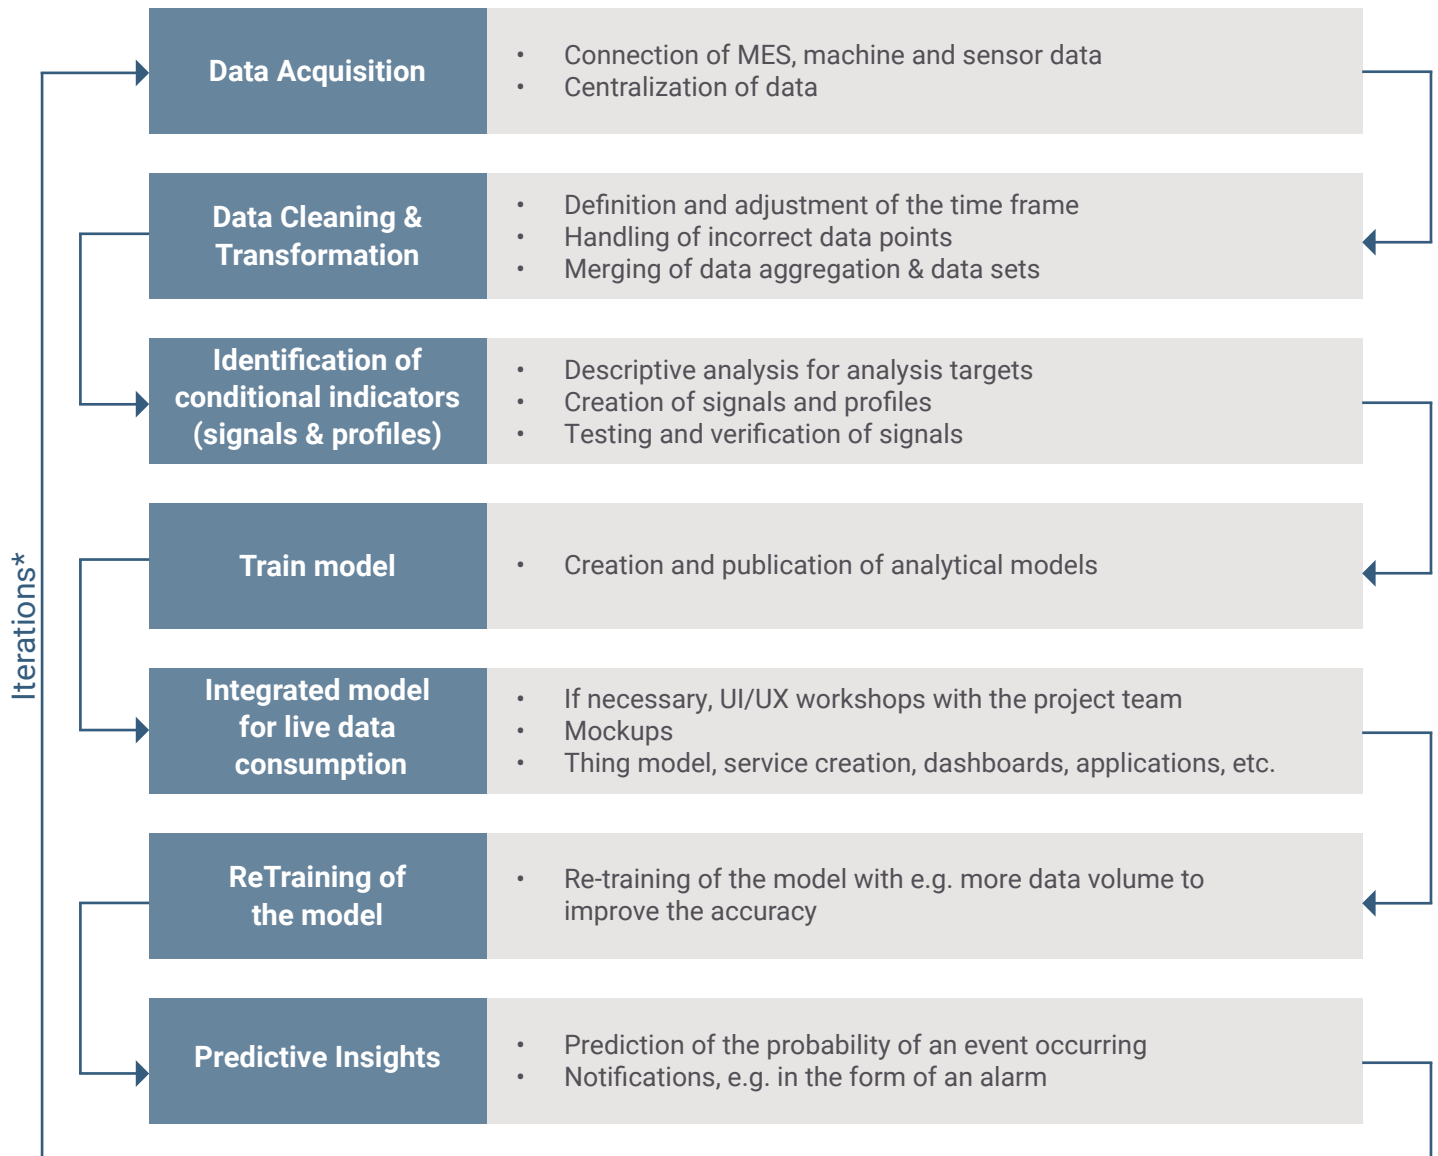 Data Acquisition
• Connection of MES, machine and sensor data
• Centralization of data
Data Cleaning &
Transformation
• Definition and adjustment of the time frame
• Handling of incorrect data points
• Merging of data aggregation & data sets
Identification of
conditional indicators
(signals & profiles)
• Descriptive analysis for analysis targets
• Creation of signals and profiles
• Testing and verification of signals
Train model
• Creation and publication of analytical models
Iterations*
Integrated model
for live data
consumption
• If necessary, UI/UX workshops with the project team
• Mockups
• Thing model, service creation, dashboards, applications, etc.
ReTraining of
the model
• Re-training of the model with e.g. more data volume to
improve the accuracy
Predictive Insights
• Prediction of the probability of an event occurring
• Notifications, e.g. in the form of an alarm